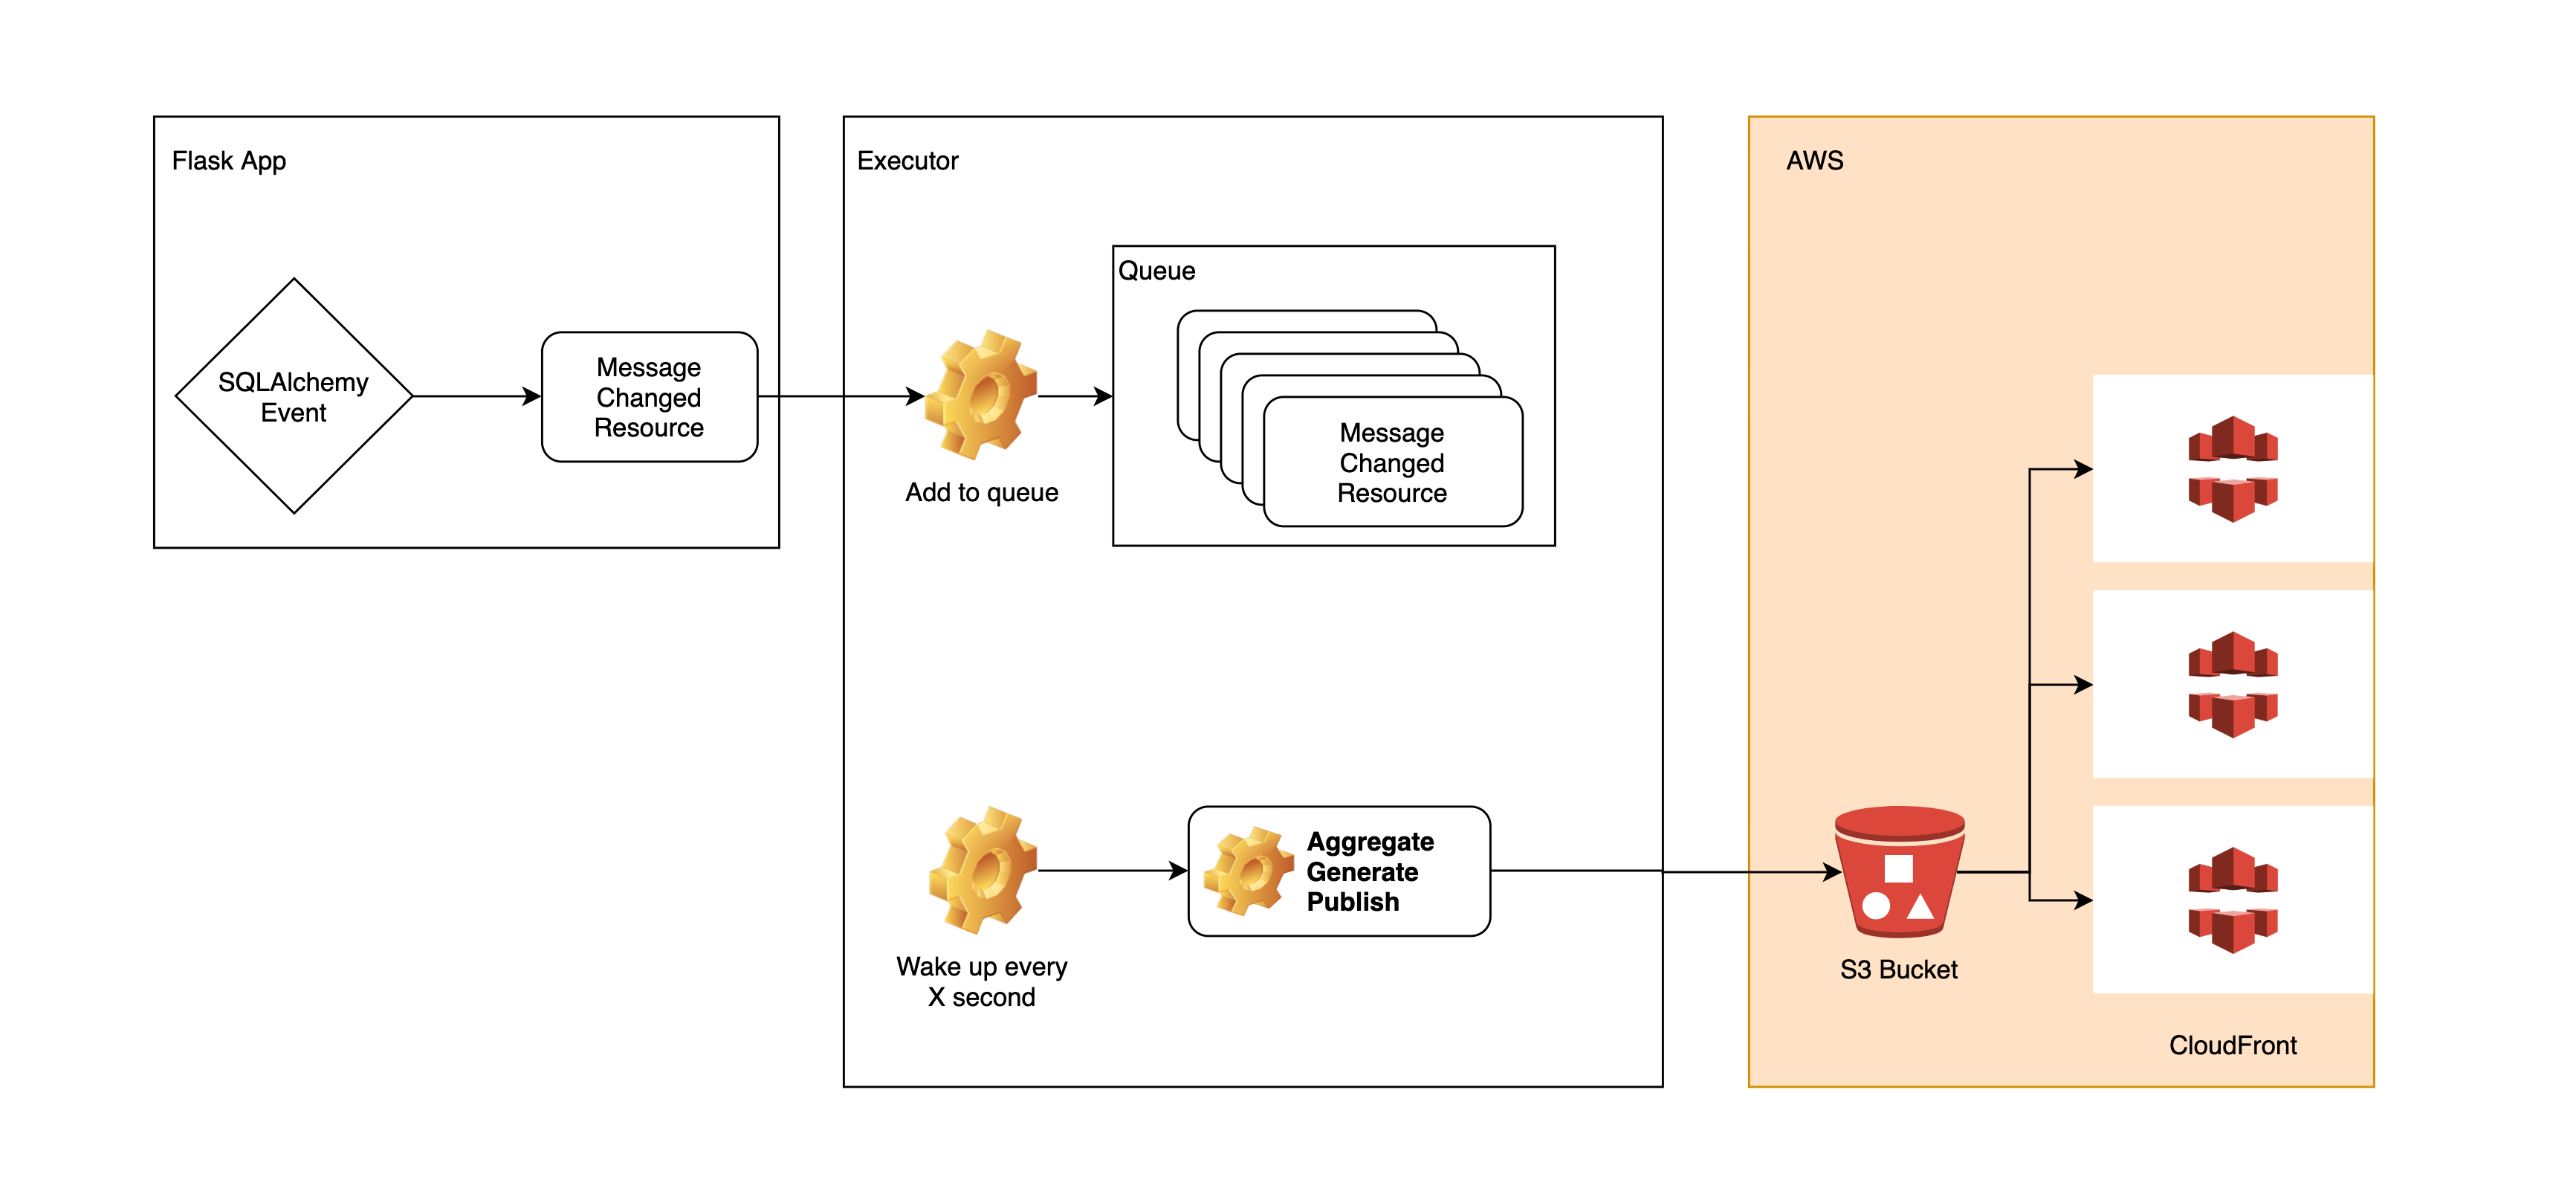 Flask App
SQLAlchemy
Event
Message
Changed
Resource
Executor
Add to queue
Queue
Message
Changed
Resource
Wake up every
X second
Aggregate
Generate
Publish
AWS
S3 Bucket
CloudFront